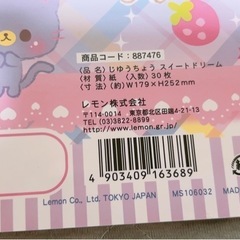 商品コード：887476
（品 名）じゆうちょう スイートドリーム
（材 質）紙 （入数）30枚
（寸 法）（約）W179×H252mm
レモン株式会社
〒114-0014 東京都北区田端4-21-13
TEL.03-3822-8899
http://www.lemon.gr.jp/
4 903409 163689
Lemon Co., Ltd. TOKYO JAPAN MS106032 MAD